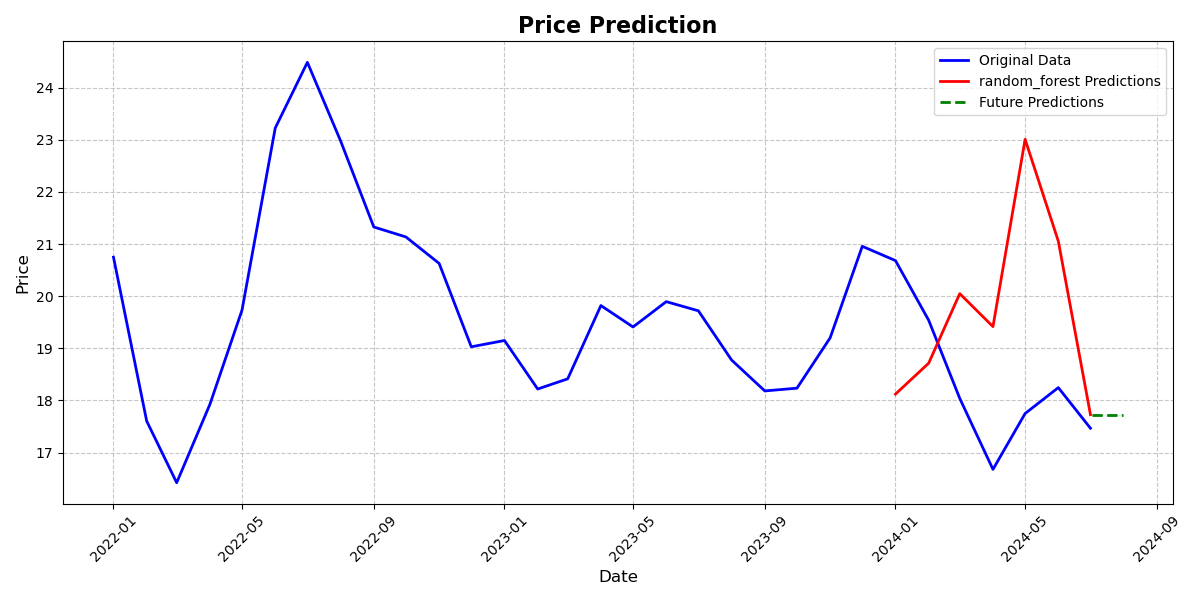 Price Prediction
Original Data
random_forest Predictions
Future Predictions
Price
24
23
22
21
20
19
18
17
2022-01
2022-05
2022-09
2023-01
2023-05
2023-09
2024-01
2024-05
2024-09
Date